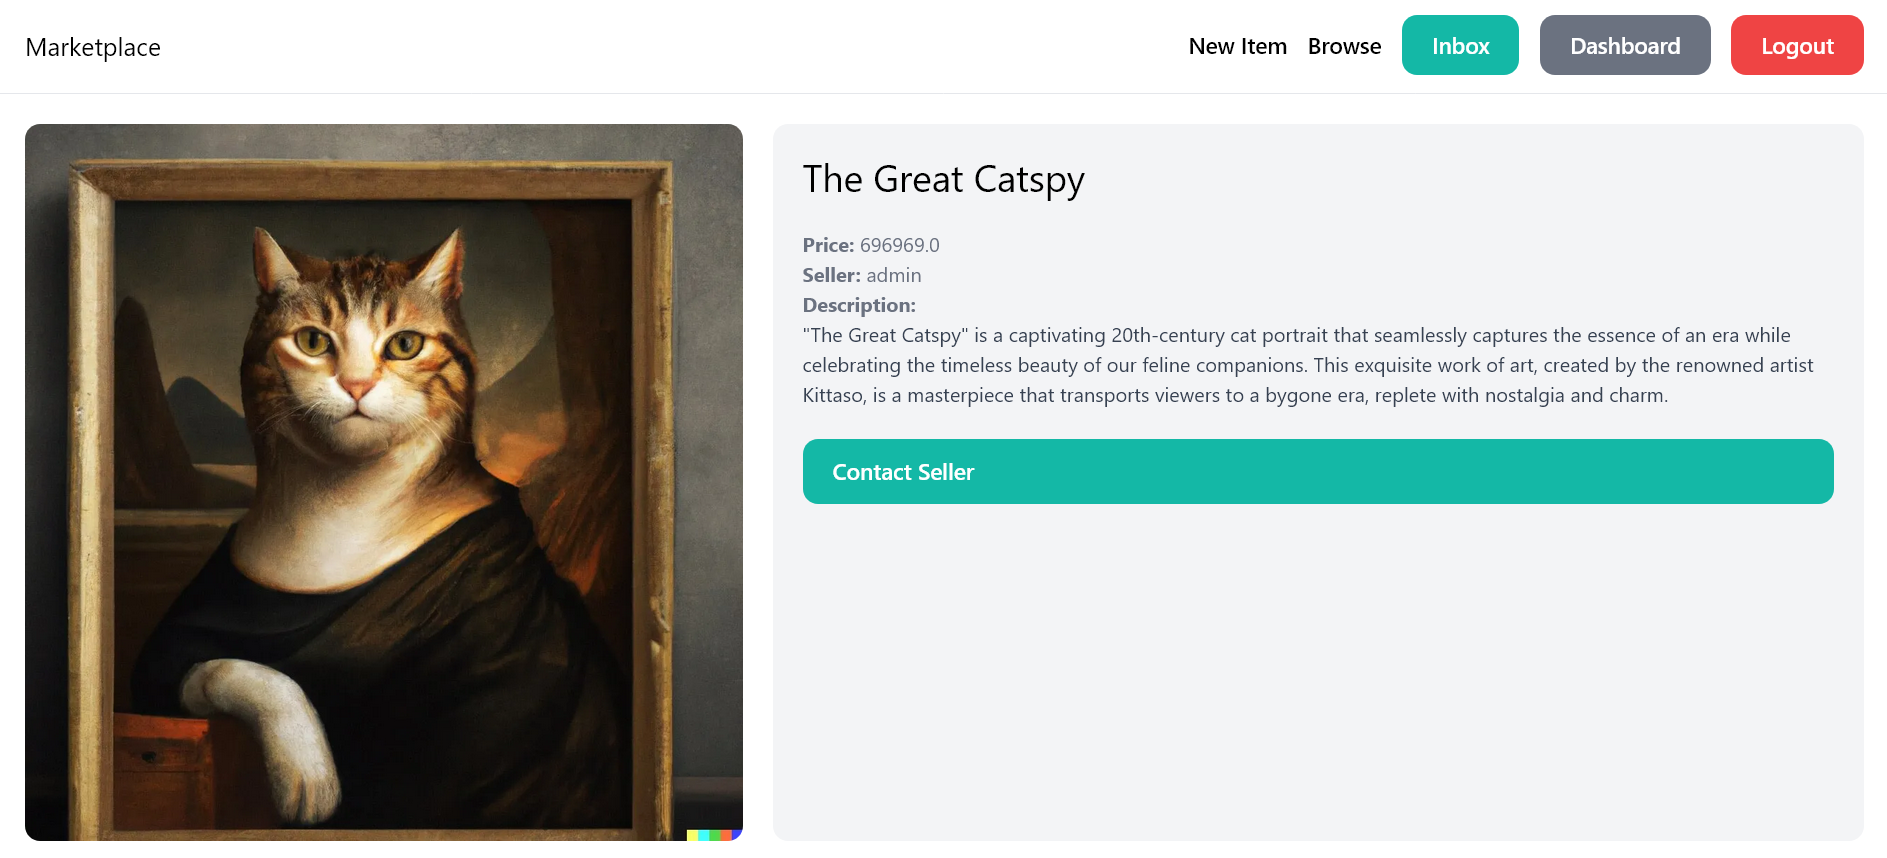 Marketplace
New Item
Browse
Inbox
Dashboard
Logout
The Great Catspy
Price: 696969.0
Seller: admin
Description:
"The Great Catspy" is a captivating 20th-century cat portrait that seamlessly captures the essence of an era while
celebrating the timeless beauty of our feline companions. This exquisite work of art, created by the renowned artist
Kittaso, is a masterpiece that transports viewers to a bygone era, replete with nostalgia and charm.
Contact Seller